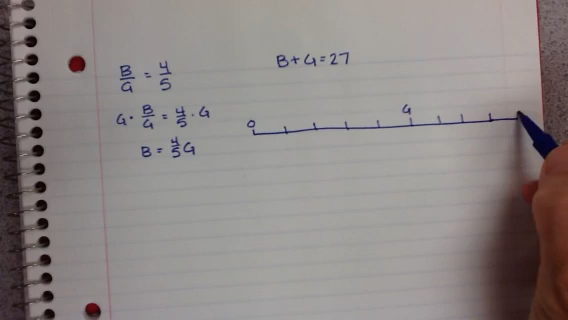 B/G = 4/5
B+G=27
G · B/G = 4/5 · G
B = 4/5 G
0
G